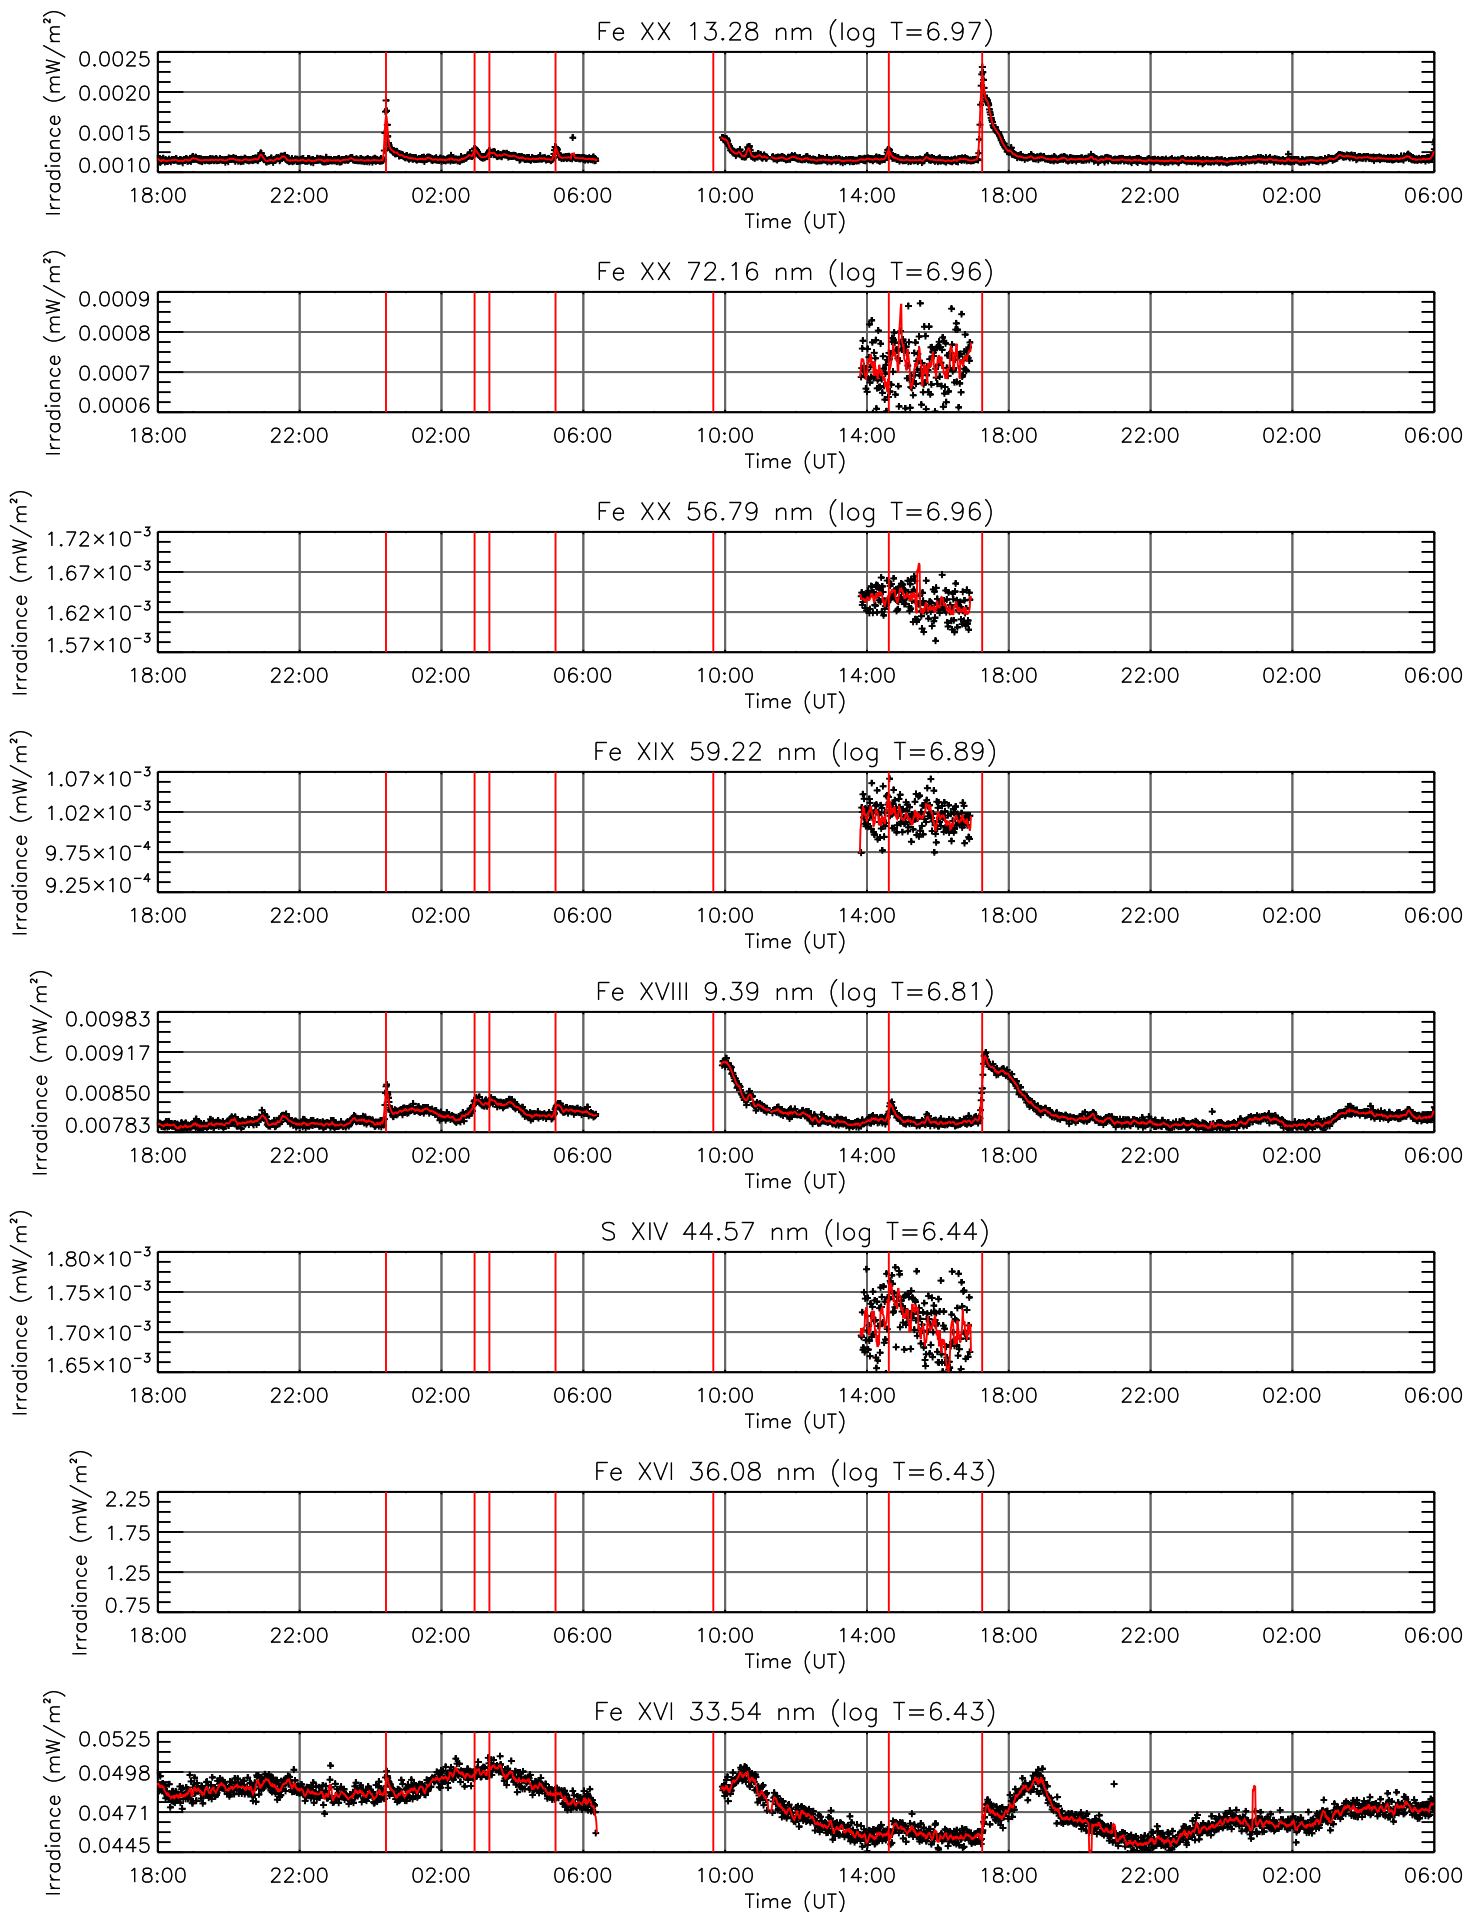 Fe XX 13.28 nm (log T=6.97)
Irradiance (mW/m²)
0.0025
0.0020
0.0015
0.0010
18:00 22:00 02:00 06:00 10:00 14:00 18:00 22:00 02:00 06:00
Time (UT)
Fe XX 72.16 nm (log T=6.96)
Irradiance (mW/m²)
0.0009
0.0008
0.0007
0.0006
18:00 22:00 02:00 06:00 10:00 14:00 18:00 22:00 02:00 06:00
Time (UT)
Fe XX 56.79 nm (log T=6.96)
Irradiance (mW/m²)
1.72×10⁻³
1.67×10⁻³
1.62×10⁻³
1.57×10⁻³
18:00 22:00 02:00 06:00 10:00 14:00 18:00 22:00 02:00 06:00
Time (UT)
Fe XIX 59.22 nm (log T=6.89)
Irradiance (mW/m²)
1.07×10⁻³
1.02×10⁻³
9.75×10⁻⁴
9.25×10⁻⁴
18:00 22:00 02:00 06:00 10:00 14:00 18:00 22:00 02:00 06:00
Time (UT)
Fe XVIII 9.39 nm (log T=6.81)
Irradiance (mW/m²)
0.00983
0.00917
0.00850
0.00783
18:00 22:00 02:00 06:00 10:00 14:00 18:00 22:00 02:00 06:00
Time (UT)
S XIV 44.57 nm (log T=6.44)
Irradiance (mW/m²)
1.80×10⁻³
1.75×10⁻³
1.70×10⁻³
1.65×10⁻³
18:00 22:00 02:00 06:00 10:00 14:00 18:00 22:00 02:00 06:00
Time (UT)
Fe XVI 36.08 nm (log T=6.43)
Irradiance (mW/m²)
2.25
1.75
1.25
0.75
18:00 22:00 02:00 06:00 10:00 14:00 18:00 22:00 02:00 06:00
Time (UT)
Fe XVI 33.54 nm (log T=6.43)
Irradiance (mW/m²)
0.0525
0.0498
0.0471
0.0445
18:00 22:00 02:00 06:00 10:00 14:00 18:00 22:00 02:00 06:00
Time (UT)